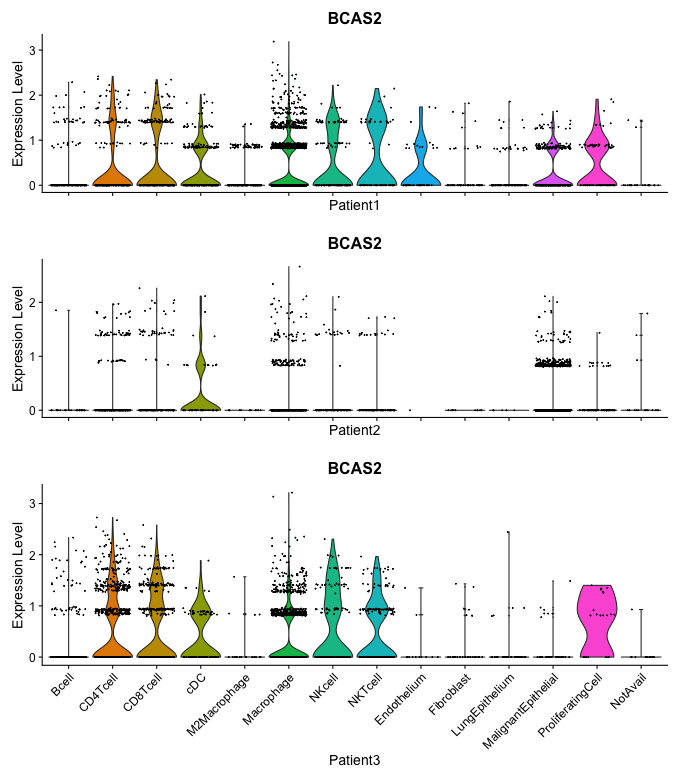 BCAS2
Expression Level
3
2
1
0
Patient1
BCAS2
Expression Level
2
1
0
Patient2
BCAS2
Expression Level
3
2
1
0
Bcell
CD4Tcell
CD8Tcell
cDC
M2Macrophage
Macrophage
NKcell
NKTcell
Endothelium
Fibroblast
LungEpithelium
MalignantEpithelial
ProliferatingCell
NotAvail
Patient3